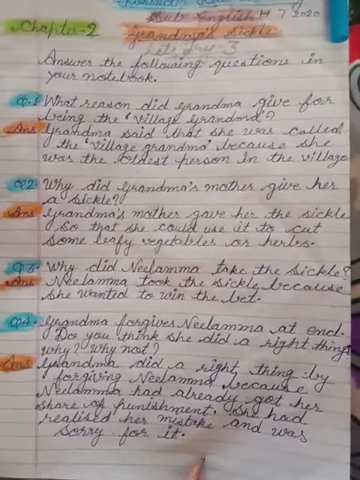 Sub: English 14 7 2020
Chapter-2 Grandma's Sickle
Answer the following questions in
your notebook.
Q.1 What reason did grandma give for
being the 'Village Grandma'?
Ans Grandma said that she was called
the 'Village grandma' because she
was the oldest person in the village
Q2. Why did Grandma's mother give her
a sickle?
Ans Grandma's mother gave her the sickle
so that she could use it to cut
some leafy vegetables or herbs.
Q3. Why did Neelamma take the sickle?
Ans Neelamma took the sickle because
she wanted to win the bet.
Q4. Grandma forgives Neelamma at end.
Do you think she did a right thing
why? Why not?
Ans Grandma did a right thing by
forgiving Neelamma because
Neelamma had already got her
share of punishment. She had
realised her mistake and was
sorry for it.